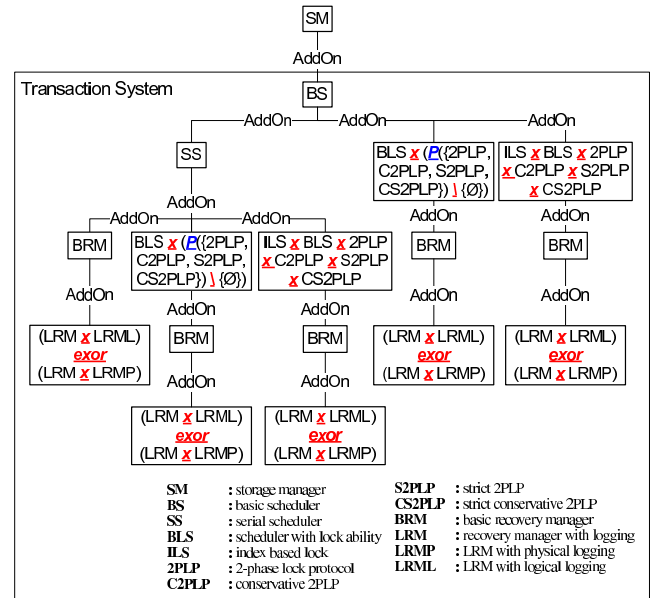 SM
AddOn
Transaction System
BS
AddOn
AddOn
SS
BLS x (P({2PLP,
C2PLP, S2PLP,
CS2PLP}) \ {Ø})
ILS x BLS x 2PLP
x C2PLP x S2PLP
x CS2PLP
AddOn
AddOn
AddOn
BRM
BLS x (P({2PLP,
C2PLP, S2PLP,
CS2PLP}) \ {Ø})
ILS x BLS x 2PLP
x C2PLP x S2PLP
x CS2PLP
BRM
BRM
AddOn
AddOn
AddOn
(LRM x LRML)
exor
(LRM x LRMP)
BRM
BRM
(LRM x LRML)
exor
(LRM x LRMP)
(LRM x LRML)
exor
(LRM x LRMP)
AddOn
AddOn
(LRM x LRML)
exor
(LRM x LRMP)
(LRM x LRML)
exor
(LRM x LRMP)
SM : storage manager
BS : basic scheduler
SS : serial scheduler
BLS : scheduler with lock ability
ILS : index based lock
2PLP : 2-phase lock protocol
C2PLP : conservative 2PLP
S2PLP : strict 2PLP
CS2PLP : strict conservative 2PLP
BRM : basic recovery manager
LRM : recovery manager with logging
LRMP : LRM with physical logging
LRML : LRM with logical logging